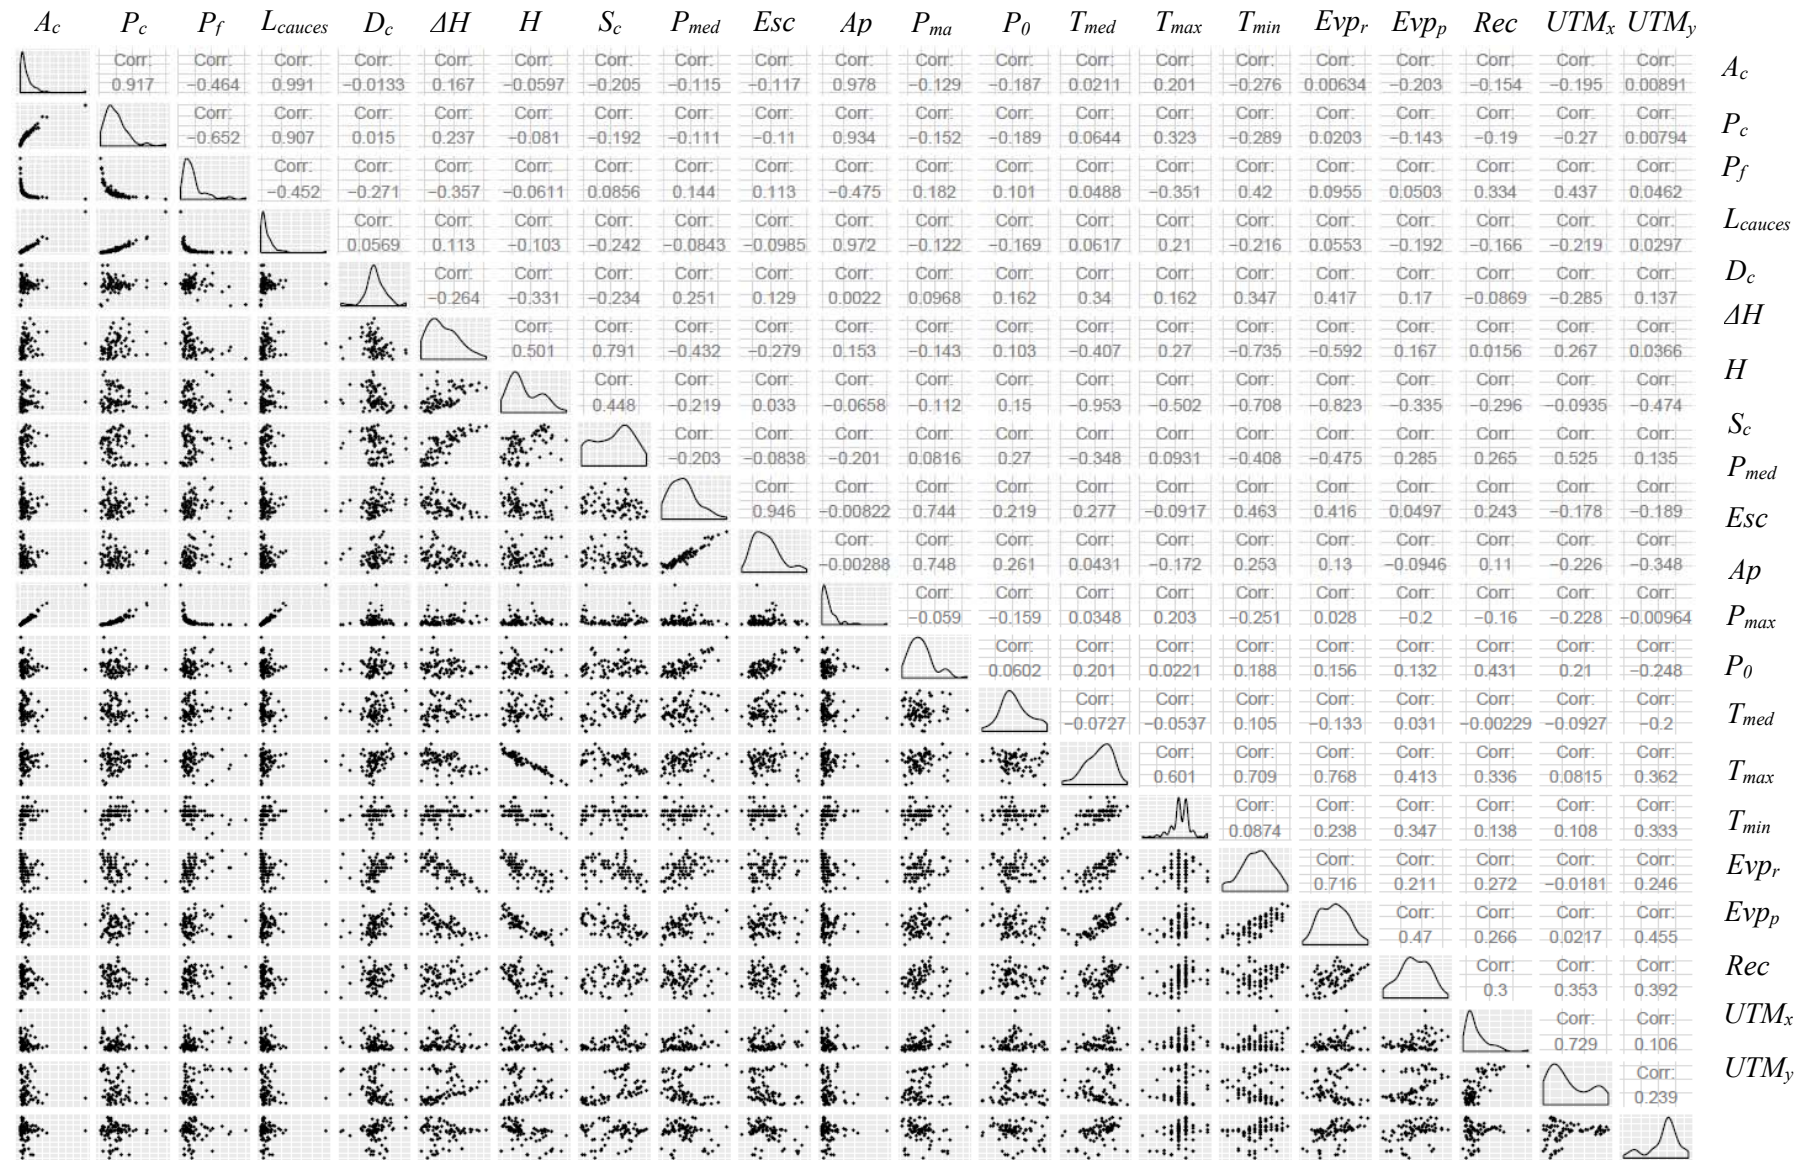 A_c P_c P_f L_cauces D_c ΔH H S_c P_med Esc Ap P_ma P_0 T_med T_max T_min Evp_r Evp_p Rec UTM_x UTM_y
Corr: Corr: Corr: Corr: Corr: Corr: Corr: Corr: Corr: Corr: Corr: Corr: Corr: Corr: Corr: Corr: Corr: Corr: Corr: Corr:
A_c
0.917 −0.464 0.991 −0.0133 0.167 −0.0597 −0.205 −0.115 −0.117 0.978 −0.129 −0.187 0.0211 0.201 −0.276 0.00634 −0.203 −0.154 −0.195 0.00891
Corr: Corr: Corr: Corr: Corr: Corr: Corr: Corr: Corr: Corr: Corr: Corr: Corr: Corr: Corr: Corr: Corr: Corr: Corr:
P_c
−0.652 0.907 0.015 0.237 −0.081 −0.192 −0.111 −0.11 0.934 −0.152 −0.189 0.0644 0.323 −0.289 0.0203 −0.143 −0.19 −0.27 0.00794
Corr: Corr: Corr: Corr: Corr: Corr: Corr: Corr: Corr: Corr: Corr: Corr: Corr: Corr: Corr: Corr: Corr: Corr:
P_f
−0.452 −0.271 −0.357 −0.0611 0.0856 0.144 0.113 −0.475 0.182 0.101 0.0488 −0.351 0.42 0.0955 0.0503 0.334 0.437 0.0462
Corr: Corr: Corr: Corr: Corr: Corr: Corr: Corr: Corr: Corr: Corr: Corr: Corr: Corr: Corr: Corr: Corr:
L_cauces
0.0569 0.113 −0.103 −0.242 −0.0843 −0.0985 0.972 −0.122 −0.169 0.0617 0.21 −0.216 0.0553 −0.192 −0.166 −0.219 0.0297
Corr: Corr: Corr: Corr: Corr: Corr: Corr: Corr: Corr: Corr: Corr: Corr: Corr: Corr: Corr: Corr:
D_c
−0.264 −0.331 −0.234 0.251 0.129 0.0022 0.0968 0.162 0.34 0.162 0.347 0.417 0.17 −0.0869 −0.285 0.137
ΔH
Corr: Corr: Corr: Corr: Corr: Corr: Corr: Corr: Corr: Corr: Corr: Corr: Corr: Corr: Corr:
0.501 0.791 −0.432 −0.279 0.153 −0.143 0.103 −0.407 0.27 −0.735 −0.592 0.167 0.0156 0.267 0.0366
H
Corr: Corr: Corr: Corr: Corr: Corr: Corr: Corr: Corr: Corr: Corr: Corr: Corr: Corr:
0.448 −0.219 0.033 −0.0658 −0.112 0.15 −0.953 −0.502 −0.708 −0.823 −0.335 −0.296 −0.0935 −0.474
S_c
Corr: Corr: Corr: Corr: Corr: Corr: Corr: Corr: Corr: Corr: Corr: Corr: Corr:
−0.203 −0.0838 −0.201 0.0816 0.27 −0.348 0.0931 −0.408 −0.475 0.285 0.265 0.525 0.135
P_med
Corr: Corr: Corr: Corr: Corr: Corr: Corr: Corr: Corr: Corr: Corr: Corr:
0.946 −0.00822 0.744 0.219 0.277 −0.0917 0.463 0.416 0.0497 0.243 −0.178 −0.189
Esc
Corr: Corr: Corr: Corr: Corr: Corr: Corr: Corr: Corr: Corr: Corr:
−0.00288 0.748 0.261 0.0431 −0.172 0.253 0.13 −0.0946 0.11 −0.226 −0.348
Ap
Corr: Corr: Corr: Corr: Corr: Corr: Corr: Corr: Corr: Corr:
−0.059 −0.159 0.0348 0.203 −0.251 0.028 −0.2 −0.16 −0.228 −0.00964
P_max
Corr: Corr: Corr: Corr: Corr: Corr: Corr: Corr: Corr:
0.0602 0.201 0.0221 0.188 0.156 0.132 0.431 0.21 −0.248
P_0
Corr: Corr: Corr: Corr: Corr: Corr: Corr: Corr:
−0.0727 −0.0537 0.105 −0.133 0.031 −0.00229 −0.0927 −0.2
T_med
Corr: Corr: Corr: Corr: Corr: Corr: Corr:
0.601 0.709 0.768 0.413 0.336 0.0815 0.362
T_max
Corr: Corr: Corr: Corr: Corr: Corr:
0.0874 0.238 0.347 0.138 0.108 0.333
T_min
Corr: Corr: Corr: Corr: Corr:
0.716 0.211 0.272 −0.0181 0.246
Evp_r
Corr: Corr: Corr: Corr:
0.47 0.266 0.0217 0.455
Evp_p
Corr: Corr: Corr:
0.3 0.353 0.392
Rec
Corr: Corr:
0.729 0.106
UTM_x
Corr:
0.239
UTM_y